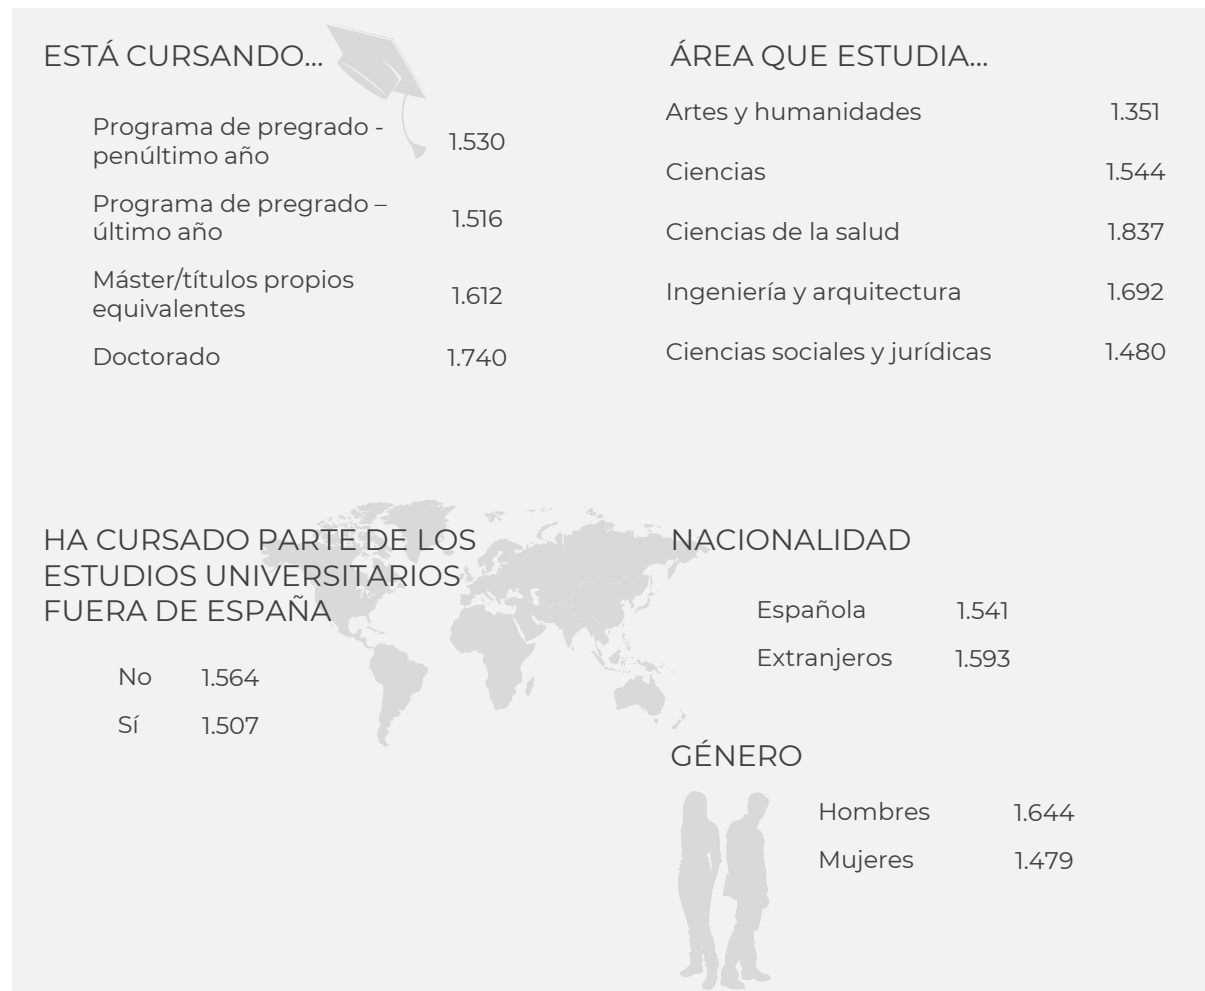 ESTÁ CURSANDO...
Programa de pregrado -
penúltimo año
1.530
Programa de pregrado –
último año
1.516
Máster/títulos propios
equivalentes
1.612
Doctorado 1.740
ÁREA QUE ESTUDIA...
Artes y humanidades 1.351
Ciencias 1.544
Ciencias de la salud 1.837
Ingeniería y arquitectura 1.692
Ciencias sociales y jurídicas 1.480
HA CURSADO PARTE DE LOS
ESTUDIOS UNIVERSITARIOS
FUERA DE ESPAÑA
No 1.564
Sí 1.507
NACIONALIDAD
Española 1.541
Extranjeros 1.593
GÉNERO
Hombres 1.644
Mujeres 1.479